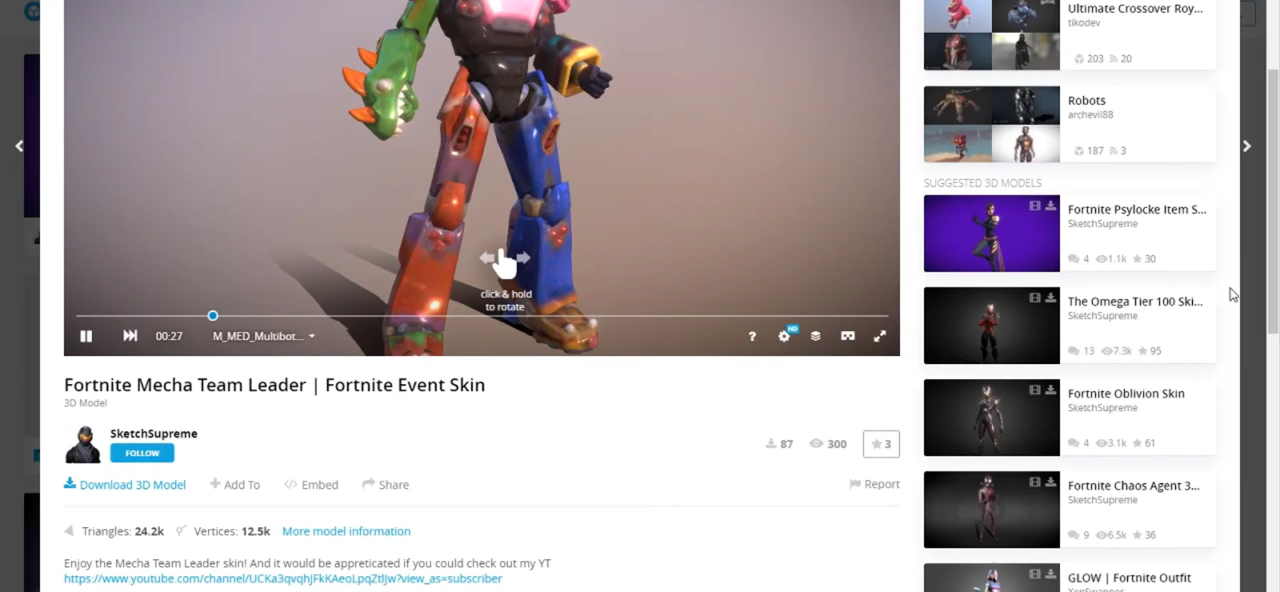 Ultimate Crossover Roy...
tikodev
203 20
Robots
archevil88
187 3
SUGGESTED 3D MODELS
Fortnite Psylocke Item S...
SketchSupreme
4 1.1k 30
The Omega Tier 100 Ski...
SketchSupreme
13 7.3k 95
Fortnite Oblivion Skin
SketchSupreme
4 3.1k 61
Fortnite Chaos Agent 3...
SketchSupreme
9 6.5k 36
GLOW | Fortnite Outfit
click & hold
to rotate
00:27 M_MED_Multibot... ? HD
Fortnite Mecha Team Leader | Fortnite Event Skin
3D Model
SketchSupreme
FOLLOW
87 300 3
Download 3D Model Add To Embed Share Report
Triangles: 24.2k Vertices: 12.5k More model information
Enjoy the Mecha Team Leader skin! And it would be appreticated if you could check out my YT
https://www.youtube.com/channel/UCKa3qvqhJFkKAeoLpqZtlJw?view_as=subscriber